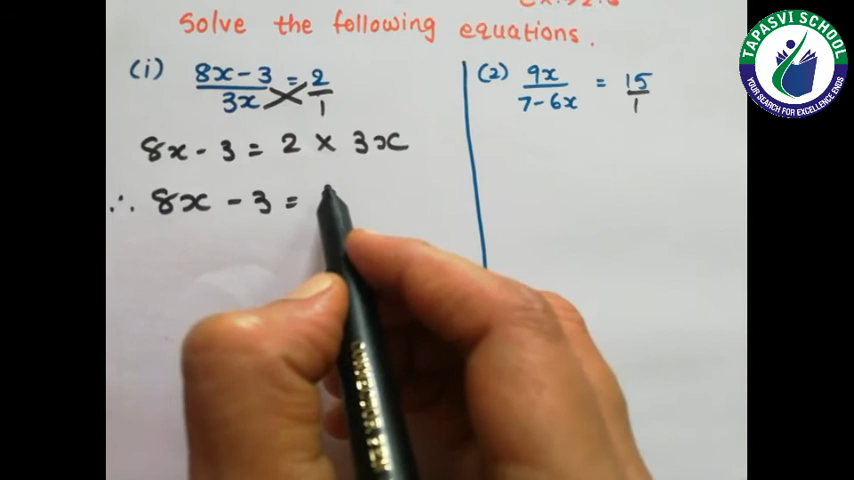 Solve the following equations.
(i) 8x - 3 / 3x = 2 / 1
8x - 3 = 2 × 3x
∴ 8x - 3 =
(2) 9x / 7 - 6x = 15 / 1
TAPASVI SCHOOL
YOUR SEARCH FOR EXCELLENCE ENDS